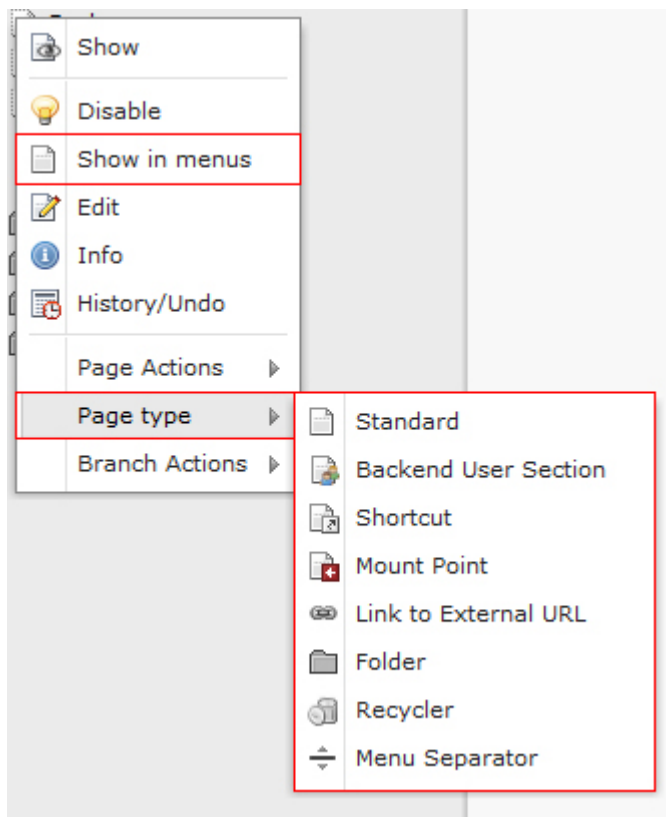 Show
Disable
Show in menus
Edit
Info
History/Undo
Page Actions
Page type
Branch Actions
Standard
Backend User Section
Shortcut
Mount Point
Link to External URL
Folder
Recycler
Menu Separator